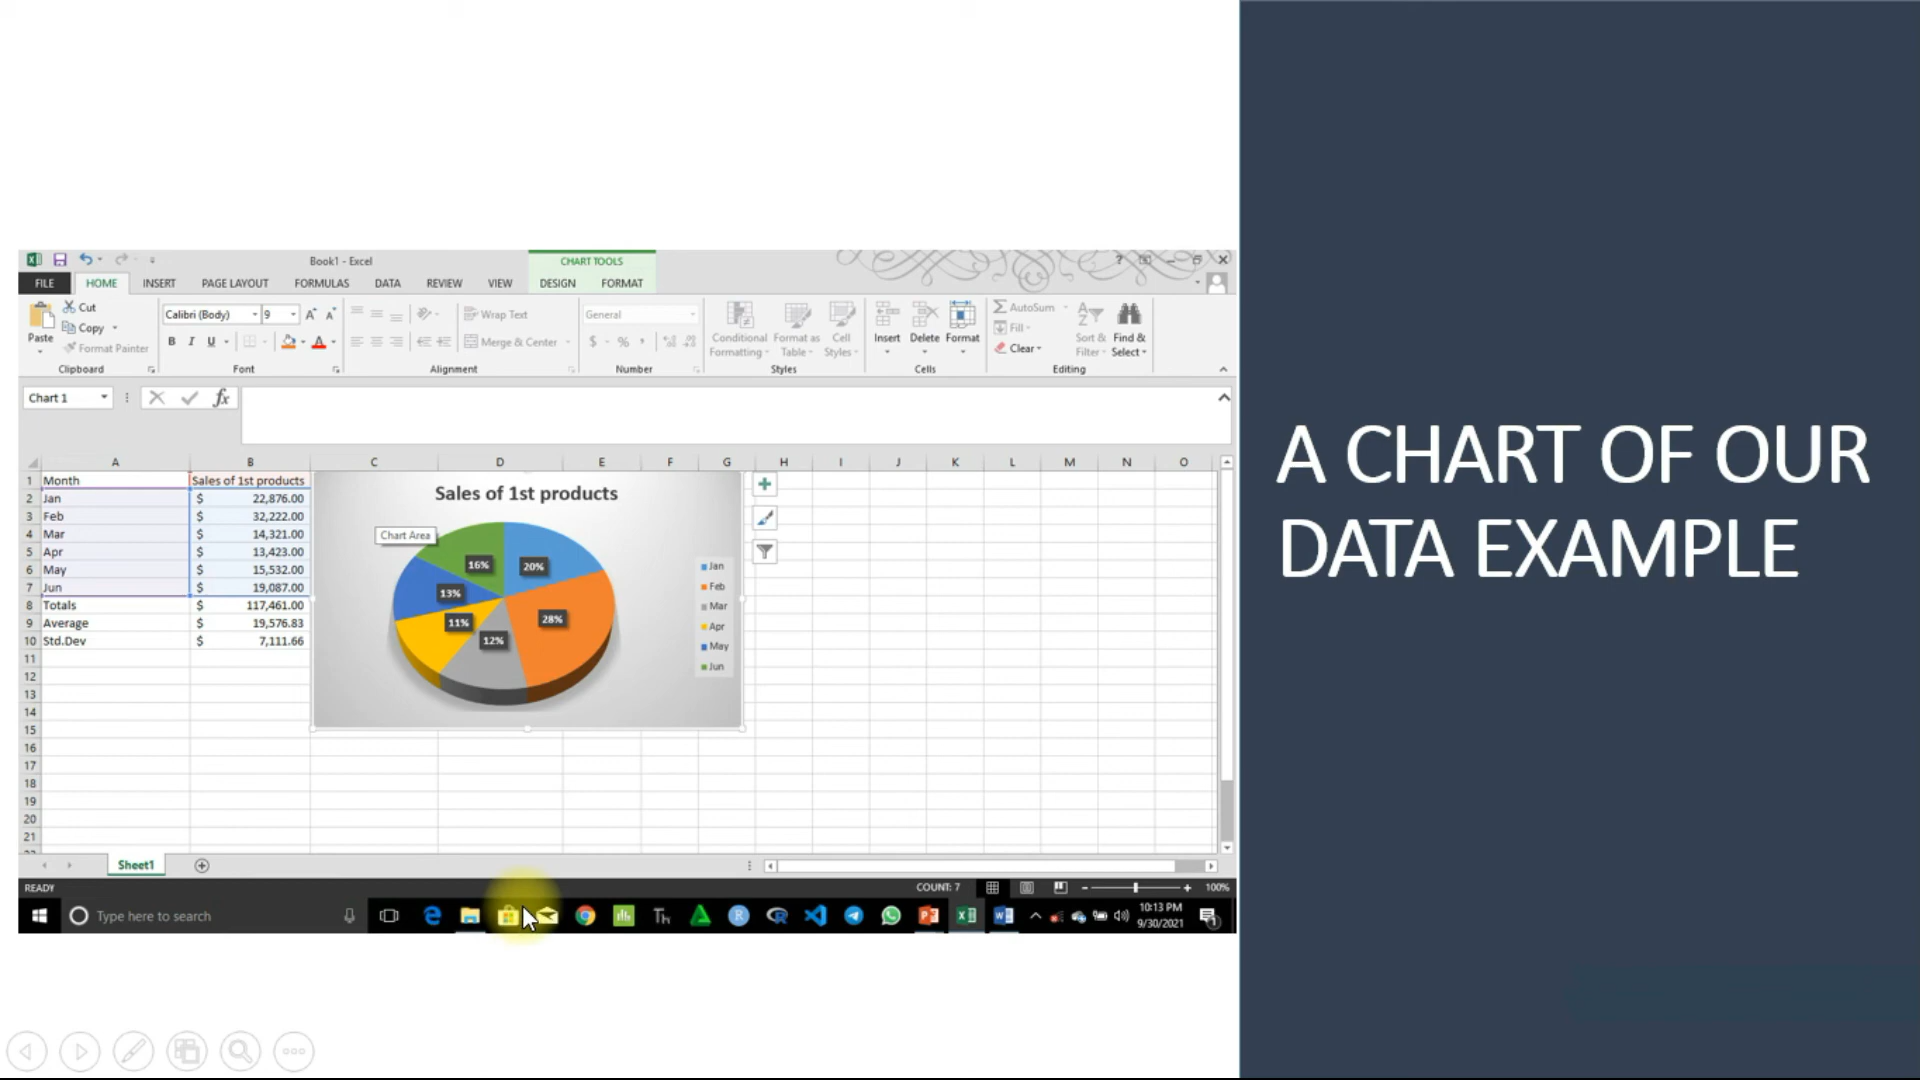 Book1 - Excel
CHART TOOLS
?
FILE HOME INSERT PAGE LAYOUT FORMULAS DATA REVIEW VIEW DESIGN FORMAT
Paste
Cut
Copy
Format Painter
Clipboard
Calibri (Body) 9
B I U A
Font
Wrap Text
Merge & Center
Alignment
General
$ % ,
Number
Conditional Formatting
Format as Table
Cell Styles
Styles
Insert Delete Format
Cells
AutoSum
Fill
Clear
Sort & Filter
Find & Select
Editing
Chart 1
fx
A B C D E F G H I J K L M N O
1 Month Sales of 1st products
2 Jan $ 22,876.00
3 Feb $ 32,222.00
4 Mar $ 14,321.00
5 Apr $ 13,423.00
6 May $ 15,532.00
7 Jun $ 19,087.00
8 Totals $ 117,461.00
9 Average $ 19,576.83
10 Std.Dev $ 7,111.66
11
12
13
14
15
16
17
18
19
20
21
Sales of 1st products
Chart Area
16% 20%
13%
11% 28%
12%
Jan
Feb
Mar
Apr
May
Jun
Sheet1
READY
COUNT: 7
100%
Type here to search
Th
10:13 PM
9/30/2021
A CHART OF OUR
DATA EXAMPLE